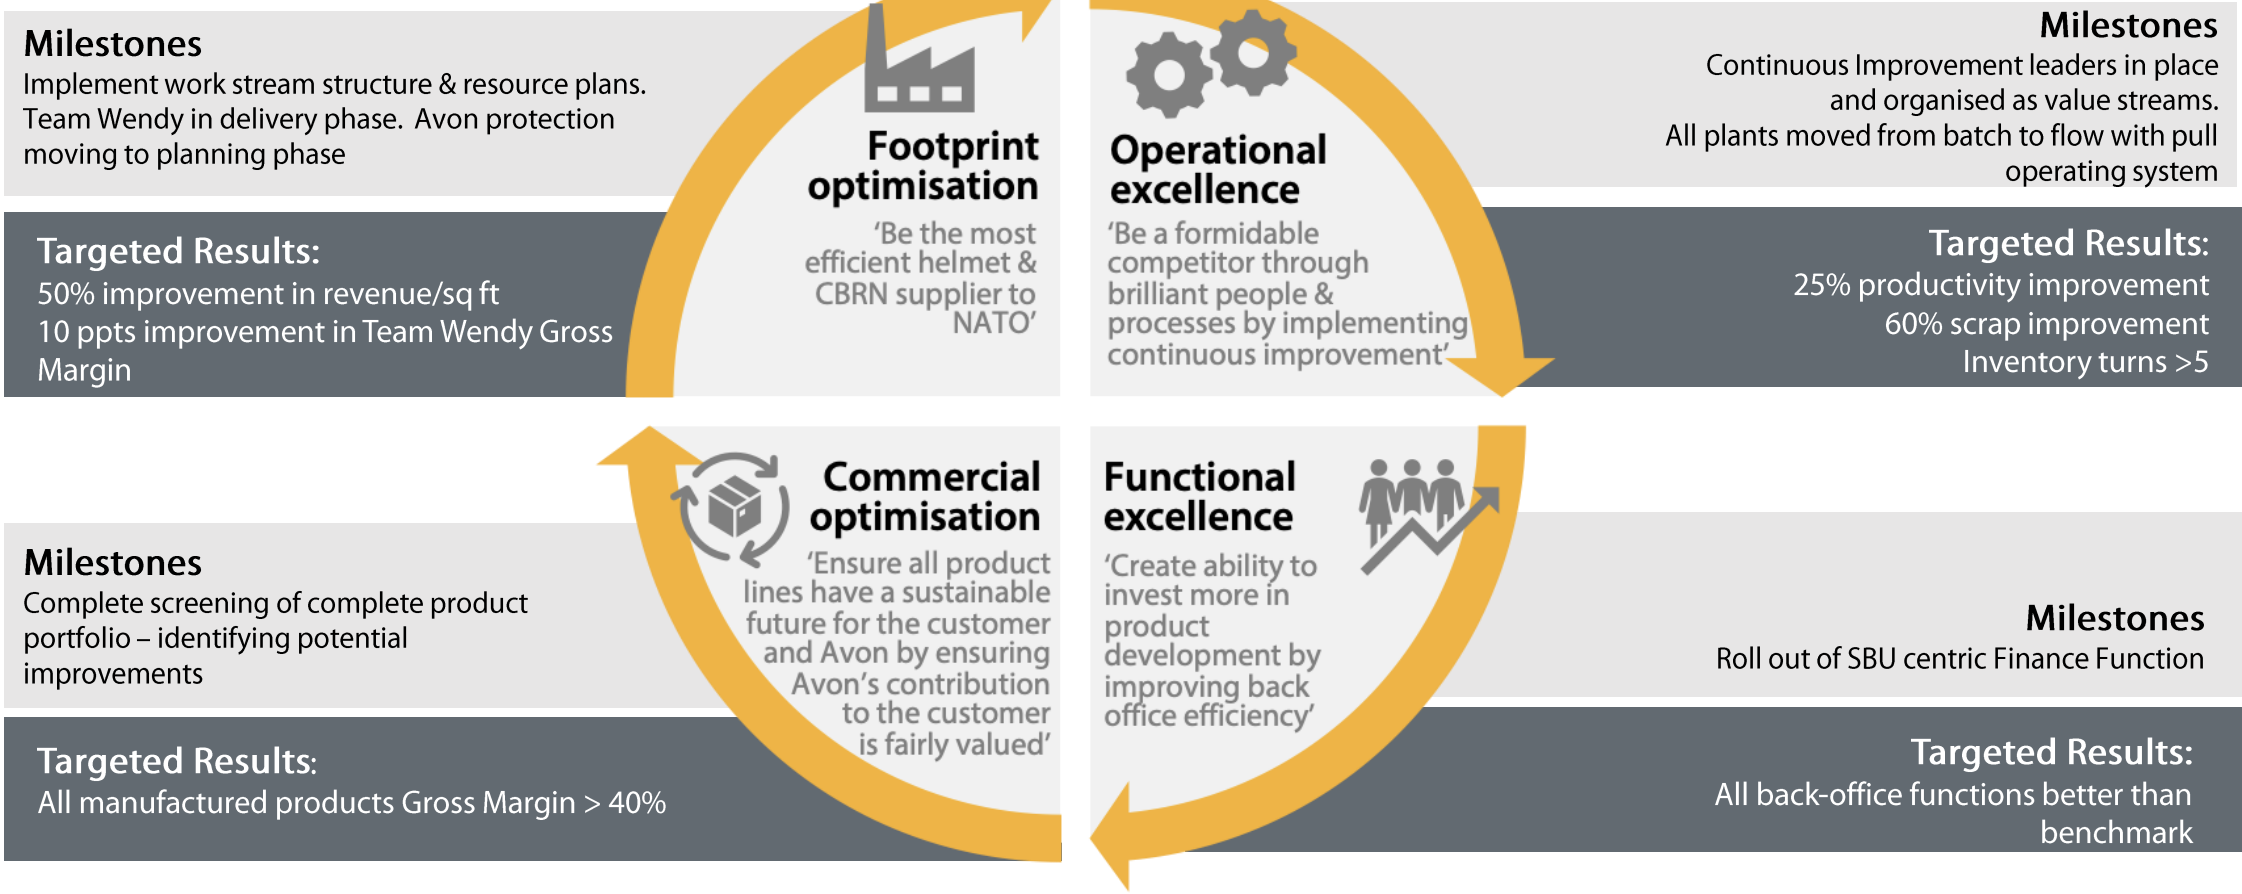 Milestones
Implement work stream structure & resource plans.
Team Wendy in delivery phase.  Avon protection
moving to planning phase
Targeted Results:
50% improvement in revenue/sq ft
10 ppts improvement in Team Wendy Gross
Margin
Footprint
optimisation
‘Be the most
efficient helmet &
CBRN supplier to
NATO’
Operational
excellence
‘Be a formidable
competitor through
brilliant people &
processes by implementing
continuous improvement’
Milestones
Continuous Improvement leaders in place
and organised as value streams.
All plants moved from batch to flow with pull
operating system
Targeted Results:
25% productivity improvement
60% scrap improvement
Inventory turns >5
Milestones
Complete screening of complete product
portfolio – identifying potential
improvements
Targeted Results:
All manufactured products Gross Margin > 40%
Commercial
optimisation
‘Ensure all product
lines have a sustainable
future for the customer
and Avon by ensuring
Avon’s contribution
to the customer
is fairly valued’
Functional
excellence
‘Create ability to
invest more in
product
development by
improving back
office efficiency’
Milestones
Roll out of SBU centric Finance Function
Targeted Results:
All back-office functions better than
benchmark